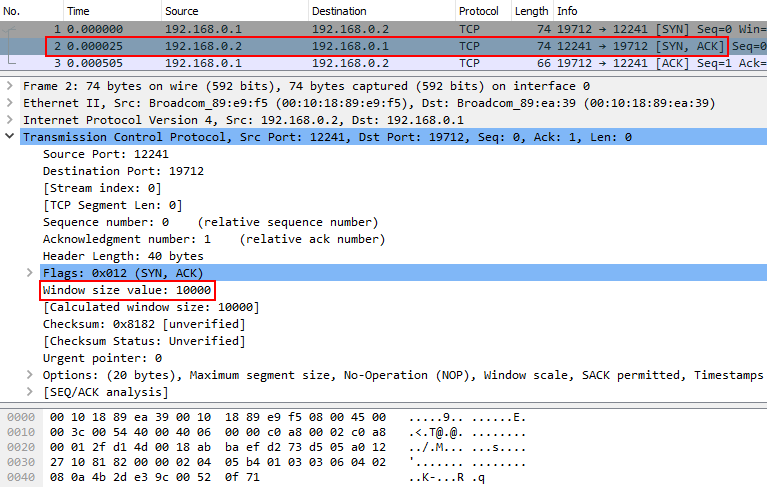 No. Time Source Destination Protocol Length Info
1 0.000000 192.168.0.1 192.168.0.2 TCP 74 19712 → 12241 [SYN] Seq=0 Win=
2 0.000025 192.168.0.2 192.168.0.1 TCP 74 12241 → 19712 [SYN, ACK] Seq=0
3 0.000505 192.168.0.1 192.168.0.2 TCP 66 19712 → 12241 [ACK] Seq=1 Ack=
Frame 2: 74 bytes on wire (592 bits), 74 bytes captured (592 bits) on interface 0
Ethernet II, Src: Broadcom_89:e9:f5 (00:10:18:89:e9:f5), Dst: Broadcom_89:ea:39 (00:10:18:89:ea:39)
Internet Protocol Version 4, Src: 192.168.0.2, Dst: 192.168.0.1
Transmission Control Protocol, Src Port: 12241, Dst Port: 19712, Seq: 0, Ack: 1, Len: 0
Source Port: 12241
Destination Port: 19712
[Stream index: 0]
[TCP Segment Len: 0]
Sequence number: 0 (relative sequence number)
Acknowledgment number: 1 (relative ack number)
Header Length: 40 bytes
Flags: 0x012 (SYN, ACK)
Window size value: 10000
[Calculated window size: 10000]
Checksum: 0x8182 [unverified]
[Checksum Status: Unverified]
Urgent pointer: 0
Options: (20 bytes), Maximum segment size, No-Operation (NOP), Window scale, SACK permitted, Timestamps
[SEQ/ACK analysis]
0000 00 10 18 89 ea 39 00 10 18 89 e9 f5 08 00 45 00 .....9.. ......E.
0010 00 3c 00 54 40 00 40 06 00 00 c0 a8 00 02 c0 a8 .<.T@.@. ........
0020 00 01 2f d1 4d 00 18 ab ba ef d2 73 d5 05 a0 12 ../.M... ...s....
0030 27 10 81 82 00 00 02 04 05 b4 01 03 03 06 04 02 '....... ........
0040 08 0a 4b 2d e3 9c 00 52 0f 71 ..K-...R .q